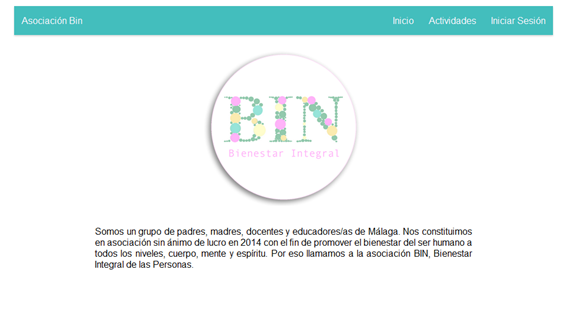 Asociación Bin
Inicio Actividades Iniciar Sesión
BIN
Bienestar Integral
Somos un grupo de padres, madres, docentes y educadores/as de Málaga. Nos constituimos
en asociación sin ánimo de lucro en 2014 con el fin de promover el bienestar del ser humano a
todos los niveles, cuerpo, mente y espíritu. Por eso llamamos a la asociación BIN, Bienestar
Integral de las Personas.